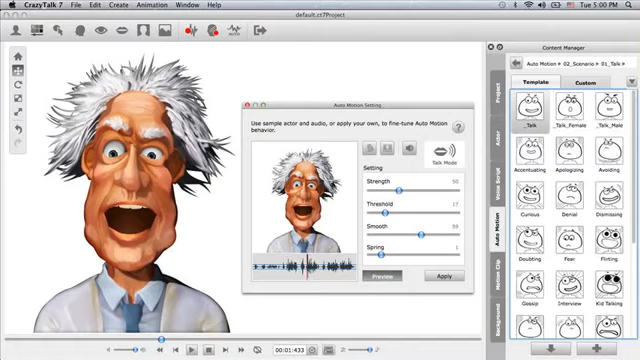 CrazyTalk 7 File Edit Create Animation Window Help Tue 5:00 PM
default.ct7Project
Content Manager
Auto Motion ▸ 02_Scenario ▸ 01_Talk ▸
Template Custom
Project
Actor
Voice Script
Auto Motion
Motion Clip
Background
_Talk _Talk_Female _Talk_Male
Accentuating Apologizing Avoiding
Curious Denial Dismissing
Doubting Fear Flirting
Gossip Interview Kid Talking
Auto Motion Setting
Use sample actor and audio, or apply your own, to fine-tune Auto Motion
behavior.
?
Talk Mode
Setting
Strength 50
Threshold 17
Smooth 59
Spring 1
Preview Apply
00:01:433